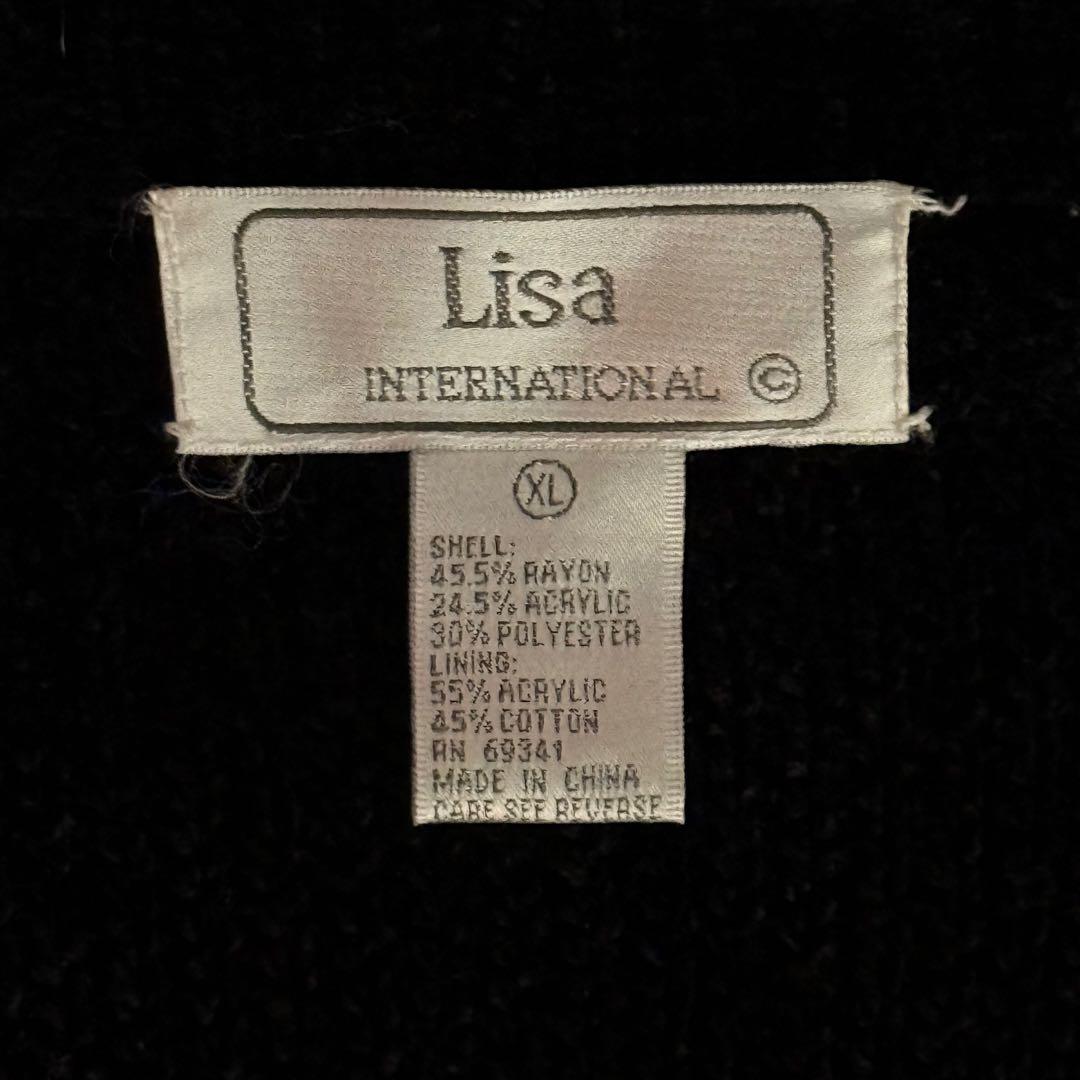 Lisa
INTERNATIONAL ©
XL
SHELL:
45.5% RAYON
24.5% ACRYLIC
30% POLYESTER
LINING:
55% ACRYLIC
45% COTTON
RN 69341
MADE IN CHINA
CARE SEE REVERSE